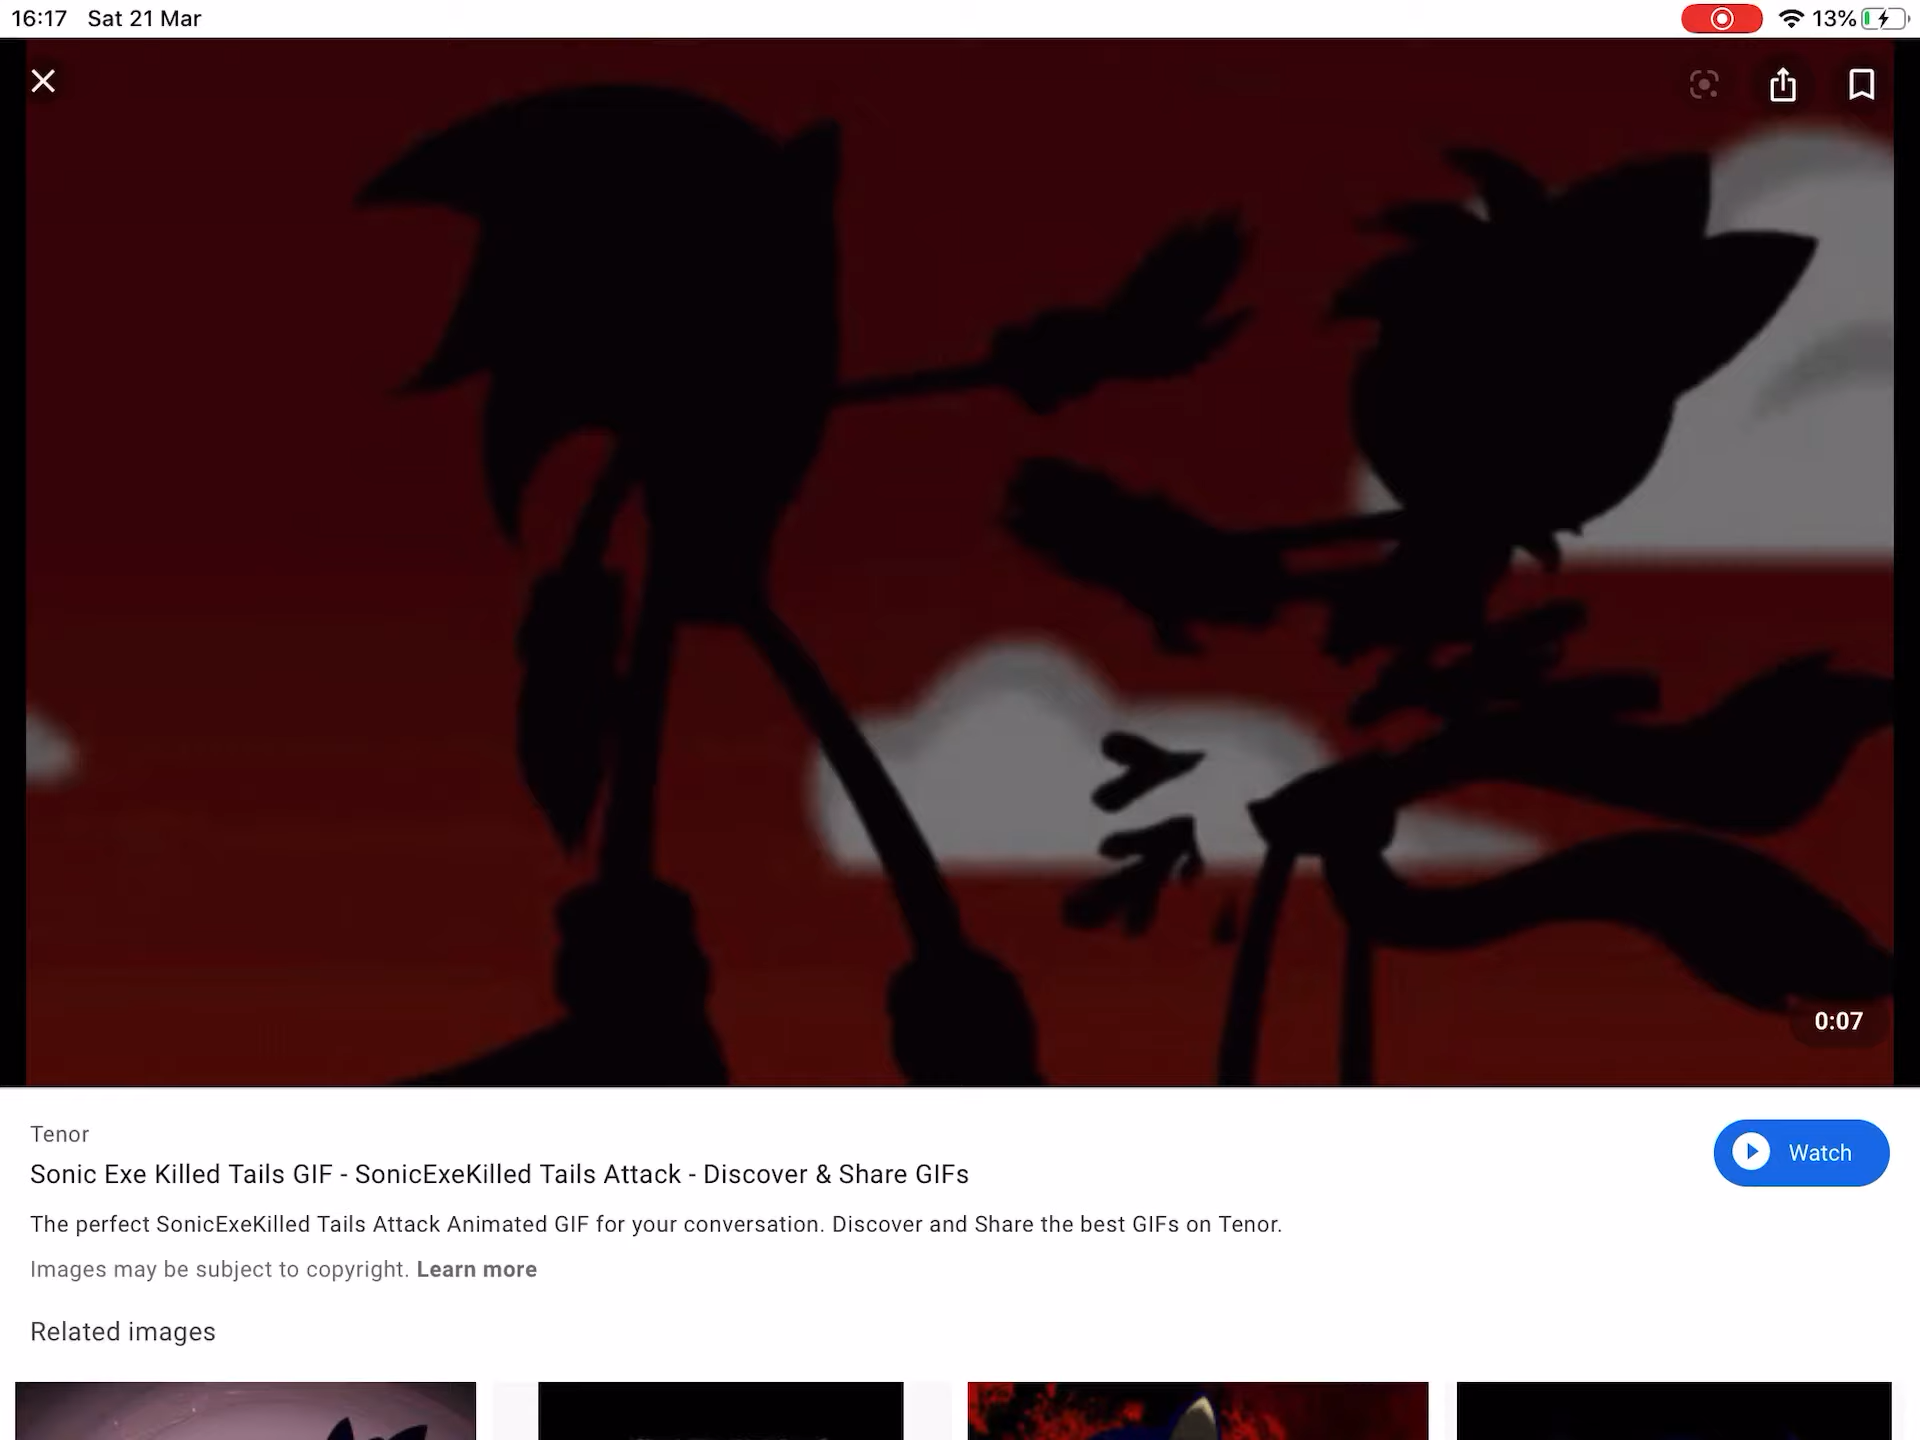 16:17 Sat 21 Mar 13%
0:07
Tenor
Sonic Exe Killed Tails GIF - SonicExeKilled Tails Attack - Discover & Share GIFs
Watch
The perfect SonicExeKilled Tails Attack Animated GIF for your conversation. Discover and Share the best GIFs on Tenor.
Images may be subject to copyright. Learn more
Related images